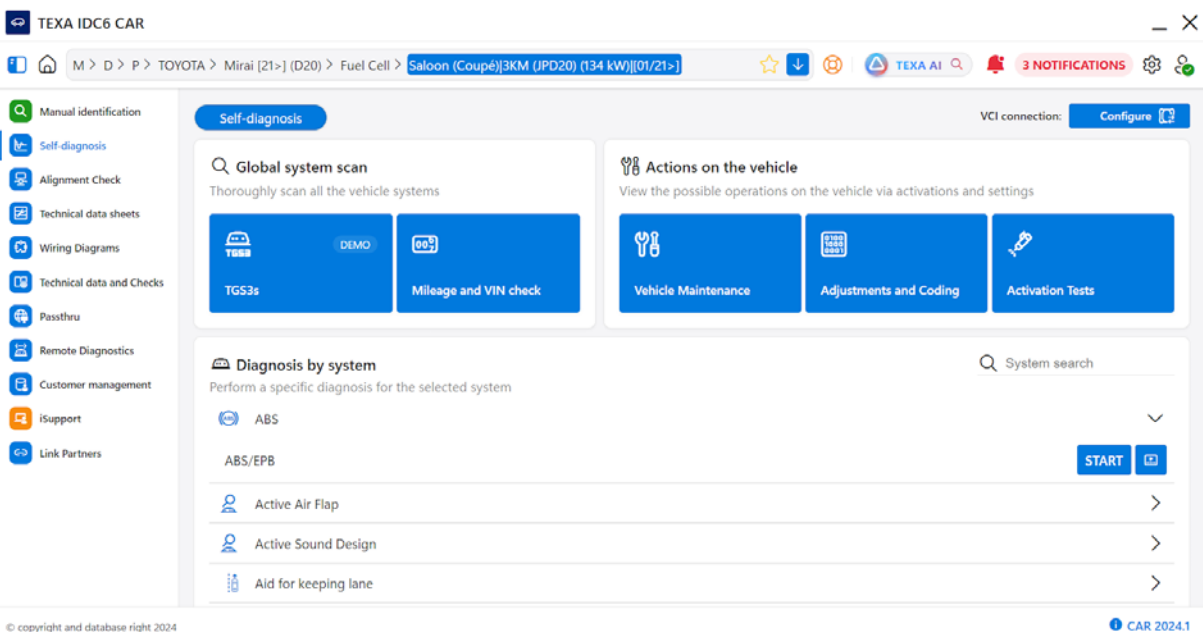 TEXA IDC6 CAR
M > D > P > TOYOTA > Mirai [21>] (D20) > Fuel Cell > Saloon (Coupé)|3KM (JPD20) (134 kW)|[01/21>]
TEXA AI
3 NOTIFICATIONS
Manual identification
Self-diagnosis
Alignment Check
Technical data sheets
Wiring Diagrams
Technical data and Checks
Passthru
Remote Diagnostics
Customer management
iSupport
Link Partners
Self-diagnosis
VCI connection:
Configure
Global system scan
Thoroughly scan all the vehicle systems
TGS3
DEMO
TGS3s
Mileage and VIN check
Actions on the vehicle
View the possible operations on the vehicle via activations and settings
Vehicle Maintenance
Adjustments and Coding
Activation Tests
Diagnosis by system
System search
Perform a specific diagnosis for the selected system
ABS
ABS/EPB
START
Active Air Flap
Active Sound Design
Aid for keeping lane
© copyright and database right 2024
CAR 2024.1